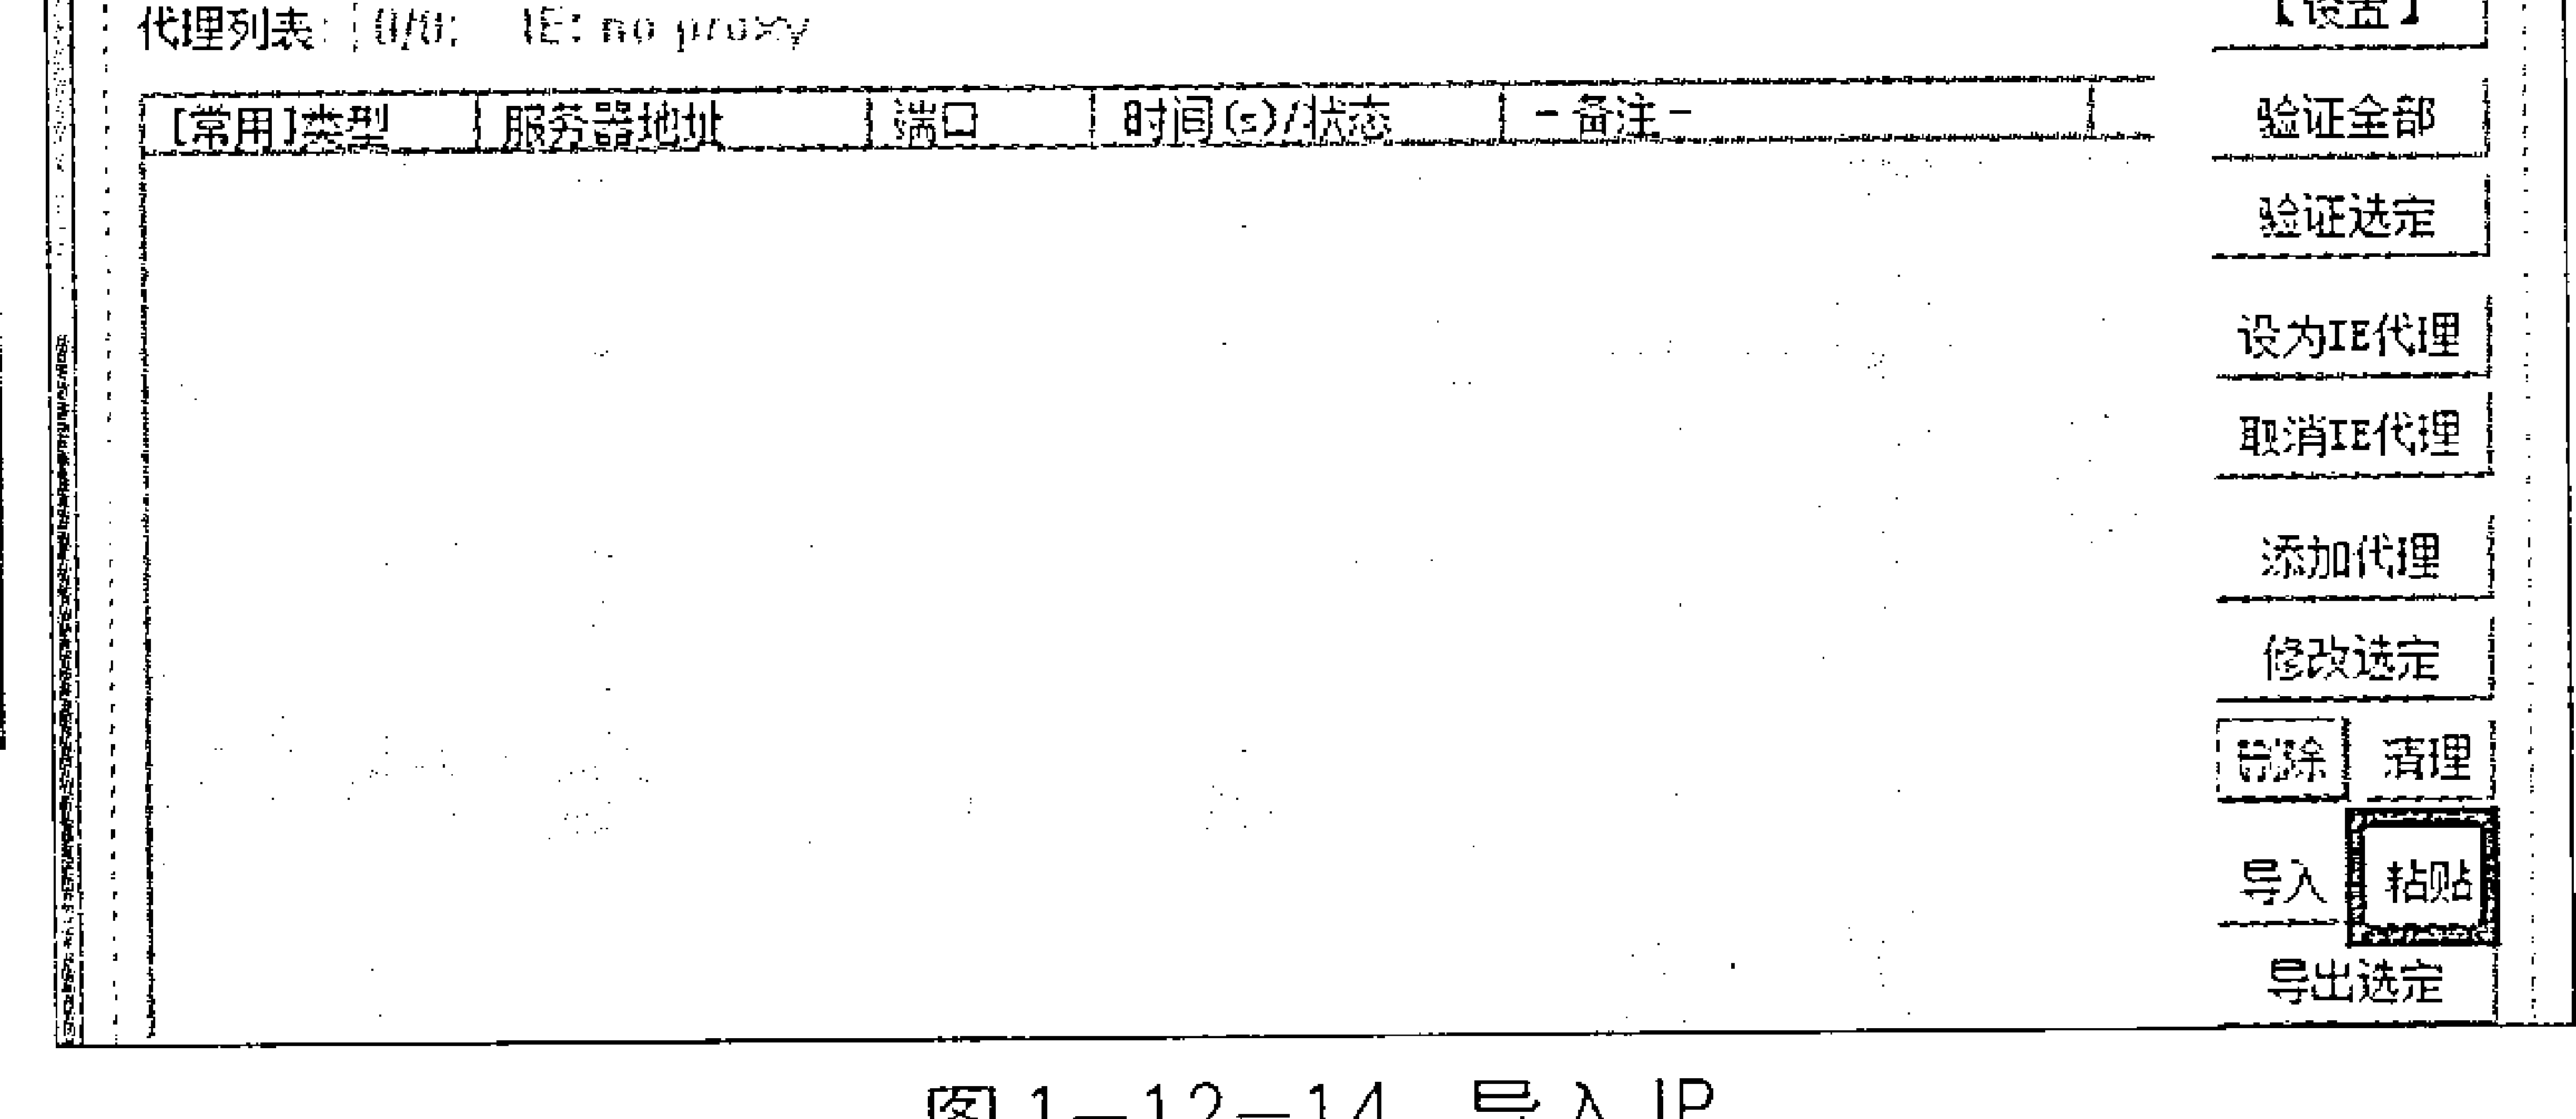 代理列表: 0/0; IE: no proxy
【设置】
[常用]类型 服务器地址 端口 时间(s)/状态 -备注-
验证全部
验证选定
设为IE代理
取消IE代理
添加代理
修改选定
删除 清理
导入 粘贴
导出选定
图1-12-14 导入IP